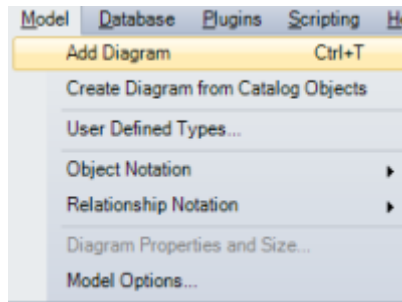 Model Database Plugins Scripting
Add Diagram Ctrl+T
Create Diagram from Catalog Objects
User Defined Types...
Object Notation
Relationship Notation
Diagram Properties and Size...
Model Options...